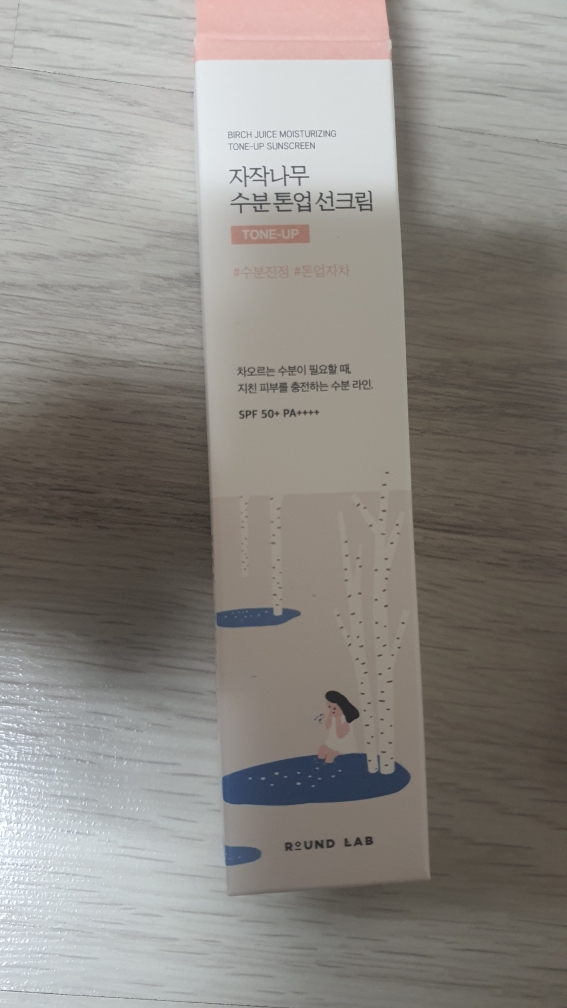 BIRCH JUICE MOISTURIZING
TONE-UP SUNSCREEN
자작나무
수분 톤업 선크림
TONE-UP
#수분진정 #톤업자차
차오르는 수분이 필요할 때,
지친 피부를 충전하는 수분 라인.
SPF 50+ PA++++
ROUND LAB